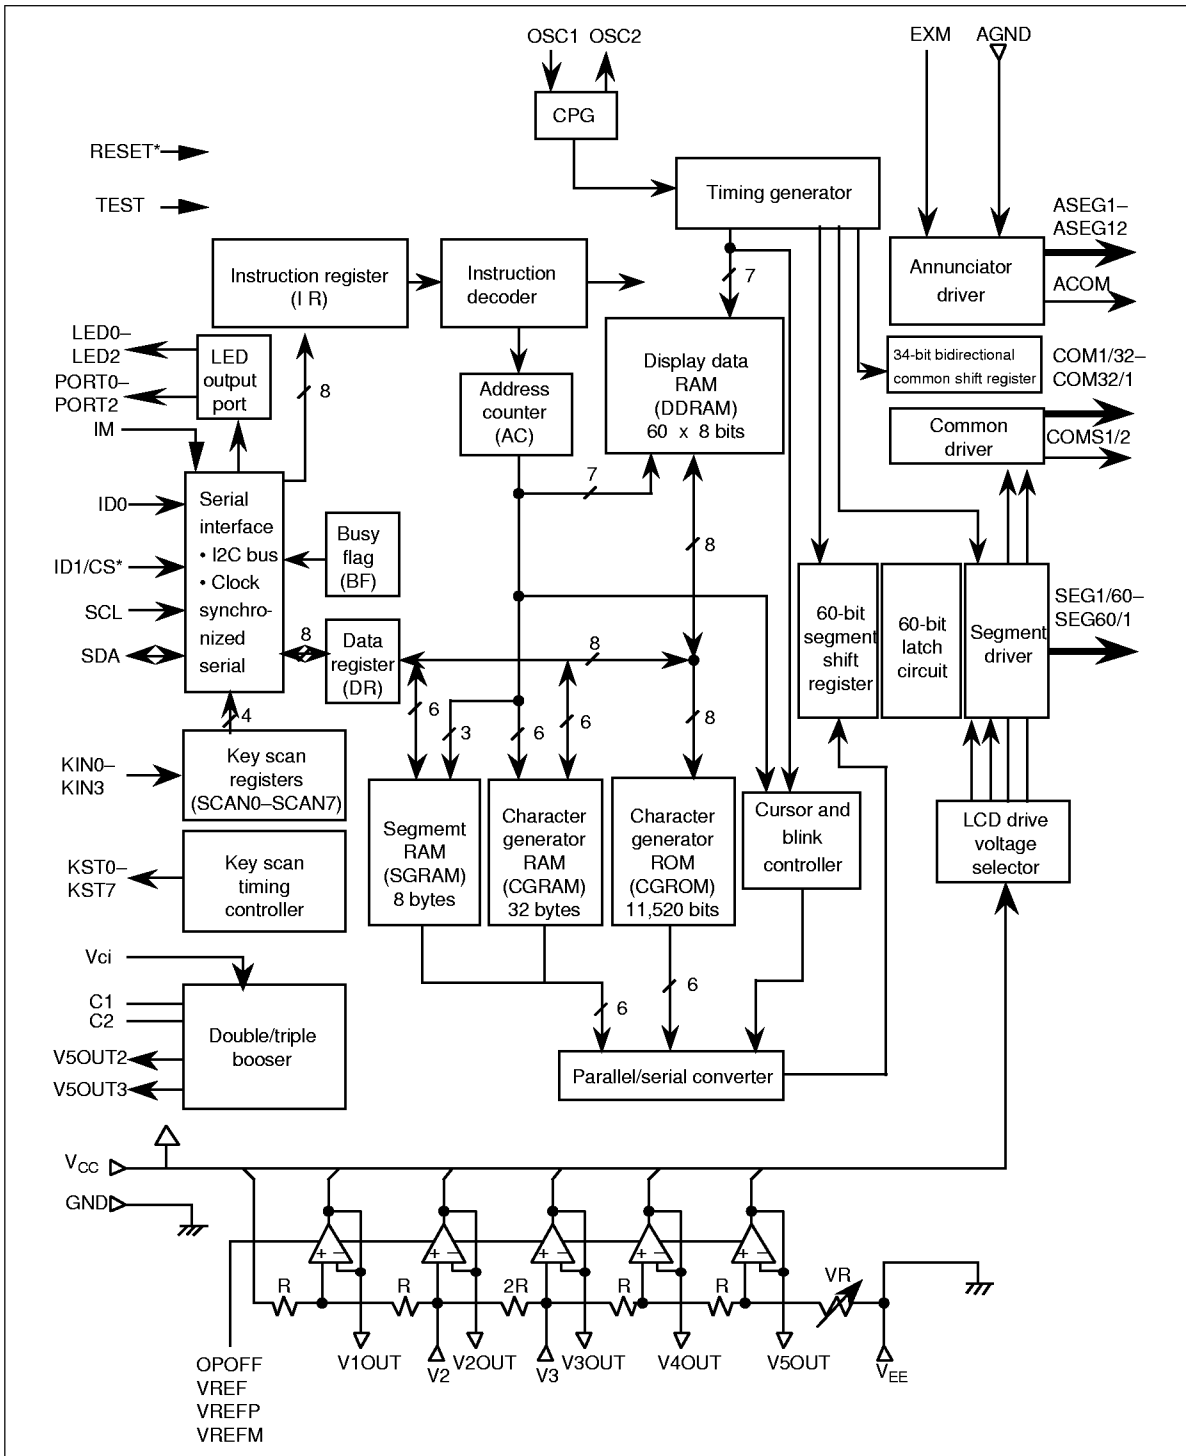 OSC1 OSC2
EXM AGND
CPG
RESET*
TEST
Timing generator
ASEG1–
ASEG12
Annunciator
driver
ACOM
Instruction register
(I R)
Instruction
decoder
7
LED0–
LED2
PORT0–
PORT2
LED
output
port
8
Address
counter
(AC)
Display data
RAM
(DDRAM)
60 x 8 bits
34-bit bidirectional
common shift register
COM1/32–
COM32/1
Common
driver
COMS1/2
IM
ID0
ID1/CS*
SCL
SDA
Serial
interface
• I2C bus
• Clock
synchro-
nized
serial
Busy
flag
(BF)
7
8
8
Data
register
(DR)
8
60-bit
segment
shift
register
60-bit
latch
circuit
Segment
driver
SEG1/60–
SEG60/1
4
6
3
6
6
8
KIN0–
KIN3
Key scan
registers
(SCAN0–SCAN7)
KST0–
KST7
Key scan
timing
controller
Segmemt
RAM
(SGRAM)
8 bytes
Character
generator
RAM
(CGRAM)
32 bytes
Character
generator
ROM
(CGROM)
11,520 bits
Cursor and
blink
controller
LCD drive
voltage
selector
Vci
C1
C2
V5OUT2
V5OUT3
Double/triple
booser
6
6
Parallel/serial converter
VCC
GND
+ –
+ –
+ –
+ –
+ –
R
R
2R
R
R
VR
OPOFF
VREF
VREFP
VREFM
V1OUT
V2
V2OUT
V3
V3OUT
V4OUT
V5OUT
VEE